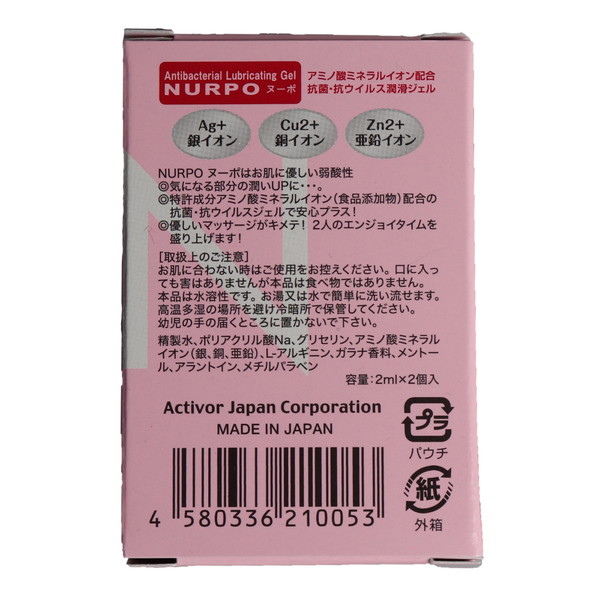 Antibacterial Lubricating Gel
NURPO ヌーポ
アミノ酸ミネラルイオン配合
抗菌・抗ウイルス潤滑ジェル
Ag+
銀イオン
Cu2+
銅イオン
Zn2+
亜鉛イオン
NURPO ヌーポはお肌に優しい弱酸性
◎気になる部分の潤いUPに・・・。
◎特許成分アミノ酸ミネラルイオン（食品添加物）配合の
抗菌・抗ウイルスジェルで安心プラス！
◎優しいマッサージがキメテ！ 2人のエンジョイタイムを
盛り上げます！
［取扱上のご注意］
お肌に合わない時はご使用をお控えください。口に入っ
ても害はありませんが本品は食べ物ではありません。
本品は水溶性です。お湯又は水で簡単に洗い流せます。
高温多湿の場所を避け冷暗所で保管してください。
幼児の手の届くところに置かないで下さい。
精製水、ポリアクリル酸Na、グリセリン、アミノ酸ミネラル
イオン（銀、銅、亜鉛）、L-アルギニン、ガラナ香料、メントー
ル、アラントイン、メチルパラベン
容量：2ml×2個入
Activor Japan Corporation
MADE IN JAPAN
プラ
パウチ
紙
外箱
4 580336 210053